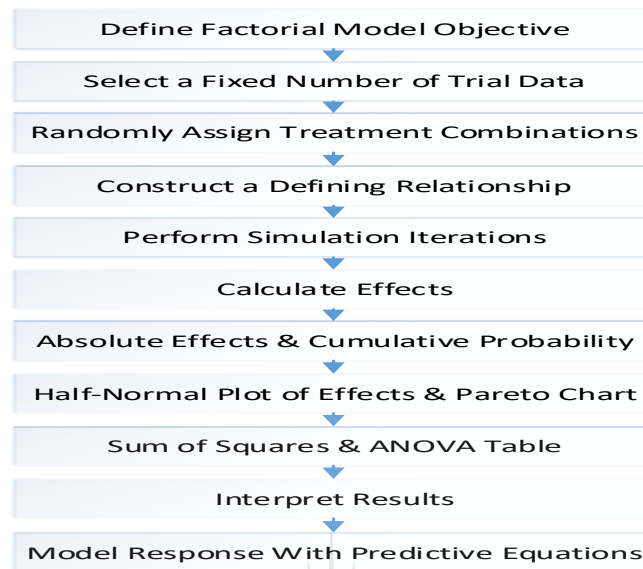 Define Factorial Model Objective
Select a Fixed Number of Trial Data
Randomly Assign Treatment Combinations
Construct a Defining Relationship
Perform Simulation Iterations
Calculate Effects
Absolute Effects & Cumulative Probability
Half-Normal Plot of Effects & Pareto Chart
Sum of Squares & ANOVA Table
Interpret Results
Model Response With Predictive Equations